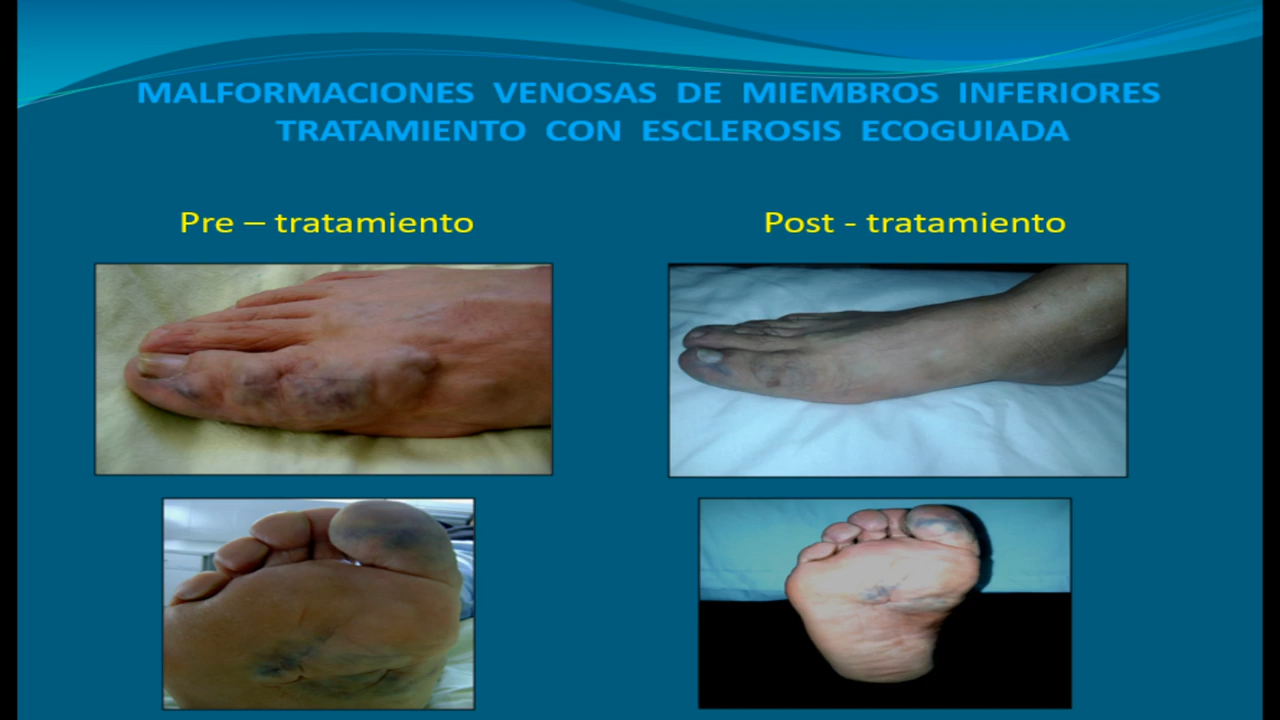 MALFORMACIONES VENOSAS DE MIEMBROS INFERIORES
TRATAMIENTO CON ESCLEROSIS ECOGUIADA
Pre – tratamiento
Post - tratamiento